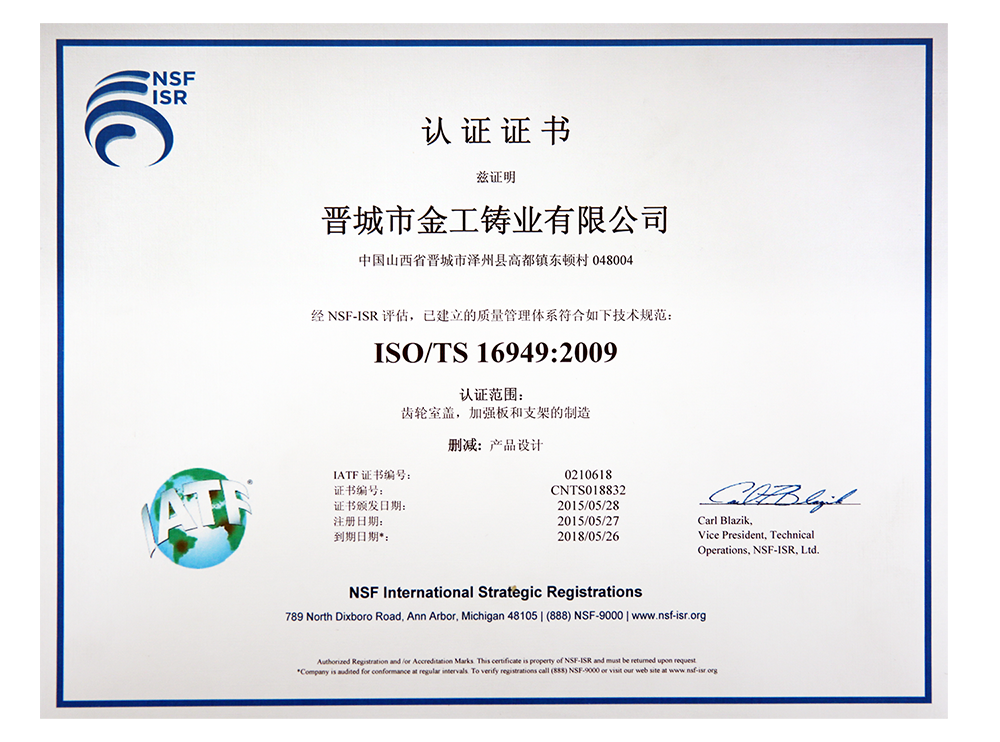 NSF
ISR
认证证书
兹证明
晋城市金工铸业有限公司
中国山西省晋城市泽州县高都镇东顿村 048004
经 NSF-ISR 评估，已建立的质量管理体系符合如下技术规范:
ISO/TS 16949:2009
认证范围:
齿轮室盖，加强板和支架的制造
删减: 产品设计
IATF 证书编号: 0210618
证书编号: CNTS018832
证书颁发日期: 2015/05/28
注册日期: 2015/05/27
到期日期*: 2018/05/26
IATF®
Carl Blazik
Carl Blazik,
Vice President, Technical
Operations, NSF-ISR, Ltd.
NSF International Strategic Registrations
789 North Dixboro Road, Ann Arbor, Michigan 48105 | (888) NSF-9000 | www.nsf-isr.org
Authorized Registration and /or Accreditation Marks. This certificate is property of NSF-ISR and must be returned upon request.
*Company is audited for conformance at regular intervals. To verify registrations call (888) NSF-9000 or visit our web site at www.nsf-isr.org